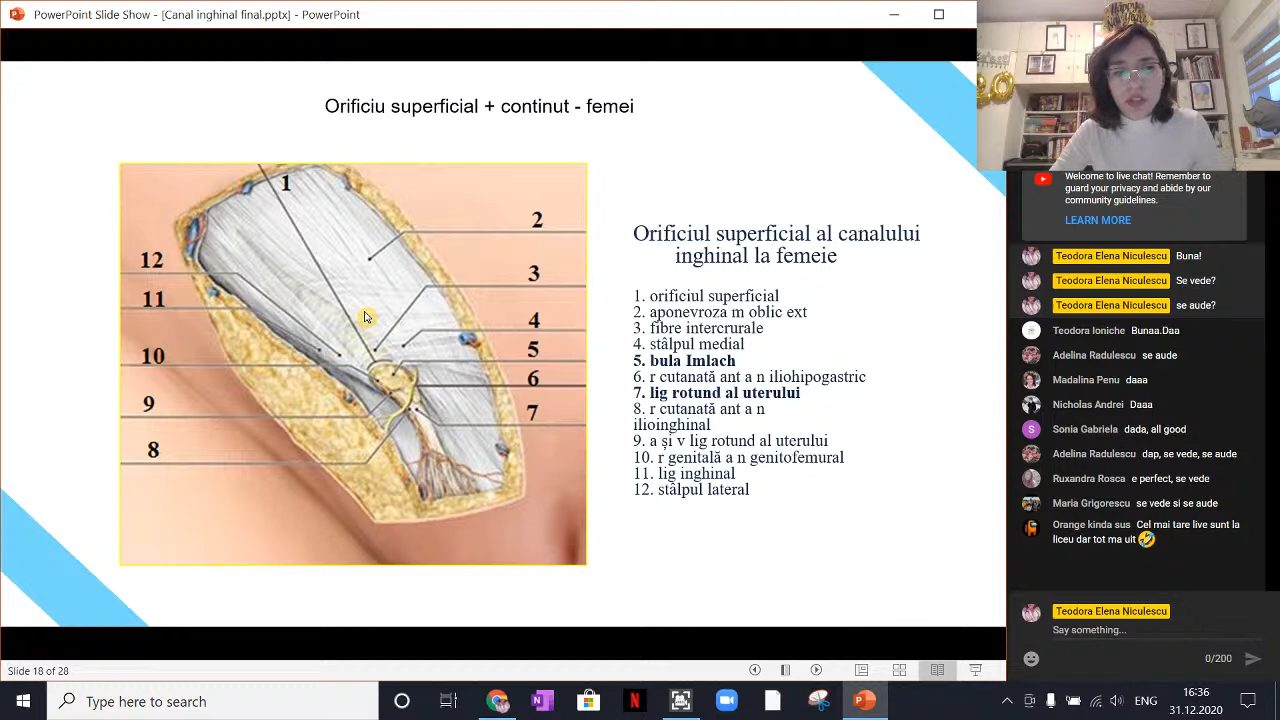 PowerPoint Slide Show - [Canal inghinal final.pptx] - PowerPoint
Orificiu superficial + continut - femei
1
2
3
4
5
6
7
12
11
10
9
8
Orificiul superficial al canalului
inghinal la femeie
1. orificiul superficial
2. aponevroza m oblic ext
3. fibre intercrurale
4. stâlpul medial
5. bula Imlach
6. r cutanată ant a n iliohipogastric
7. lig rotund al uterului
8. r cutanată ant a n
ilioinghinal
9. a și v lig rotund al uterului
10. r genitală a n genitofemural
11. lig inghinal
12. stâlpul lateral
Welcome to live chat! Remember to
guard your privacy and abide by our
community guidelines.
LEARN MORE
Teodora Elena Niculescu Buna!
Teodora Elena Niculescu Se vede?
Teodora Elena Niculescu se aude?
Teodora Ioniche Bunaa.Daa
Adelina Radulescu se aude
Madalina Penu daaa
Nicholas Andrei Daaa
S
Sonia Gabriela dada, all good
Adelina Radulescu dap, se vede, se aude
Ruxandra Rosca e perfect, se vede
Maria Grigorescu se vede si se aude
Orange kinda sus Cel mai tare live sunt la
liceu dar tot ma uit 🤣
Teodora Elena Niculescu
Say something...
0/200
Slide 18 of 28
Type here to search
ENG
16:36
31.12.2020